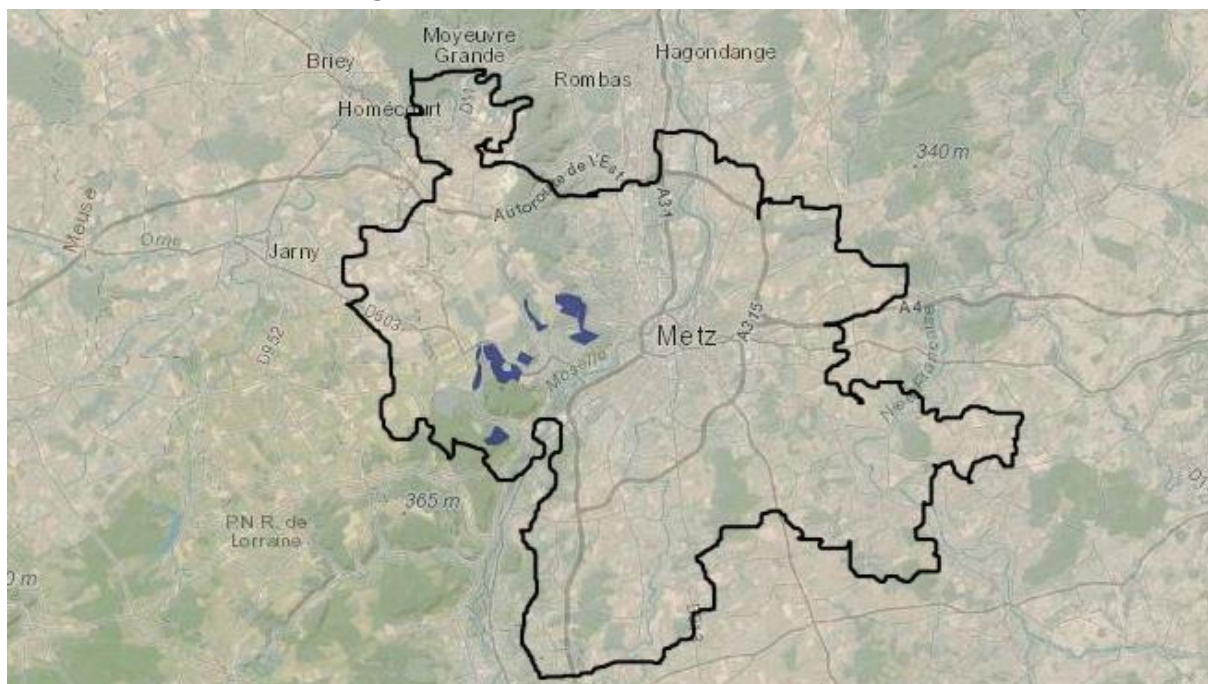 Moyeuvre
Grande
Hagondange
Briey
Rombas
Homécourt
340 m
Autoroute de l'Est
A31
Meuse
Orne
Jarny
D603
A4
A315
D952
Metz
Moselle
365 m
P.N.R. de
Lorraine
0 m